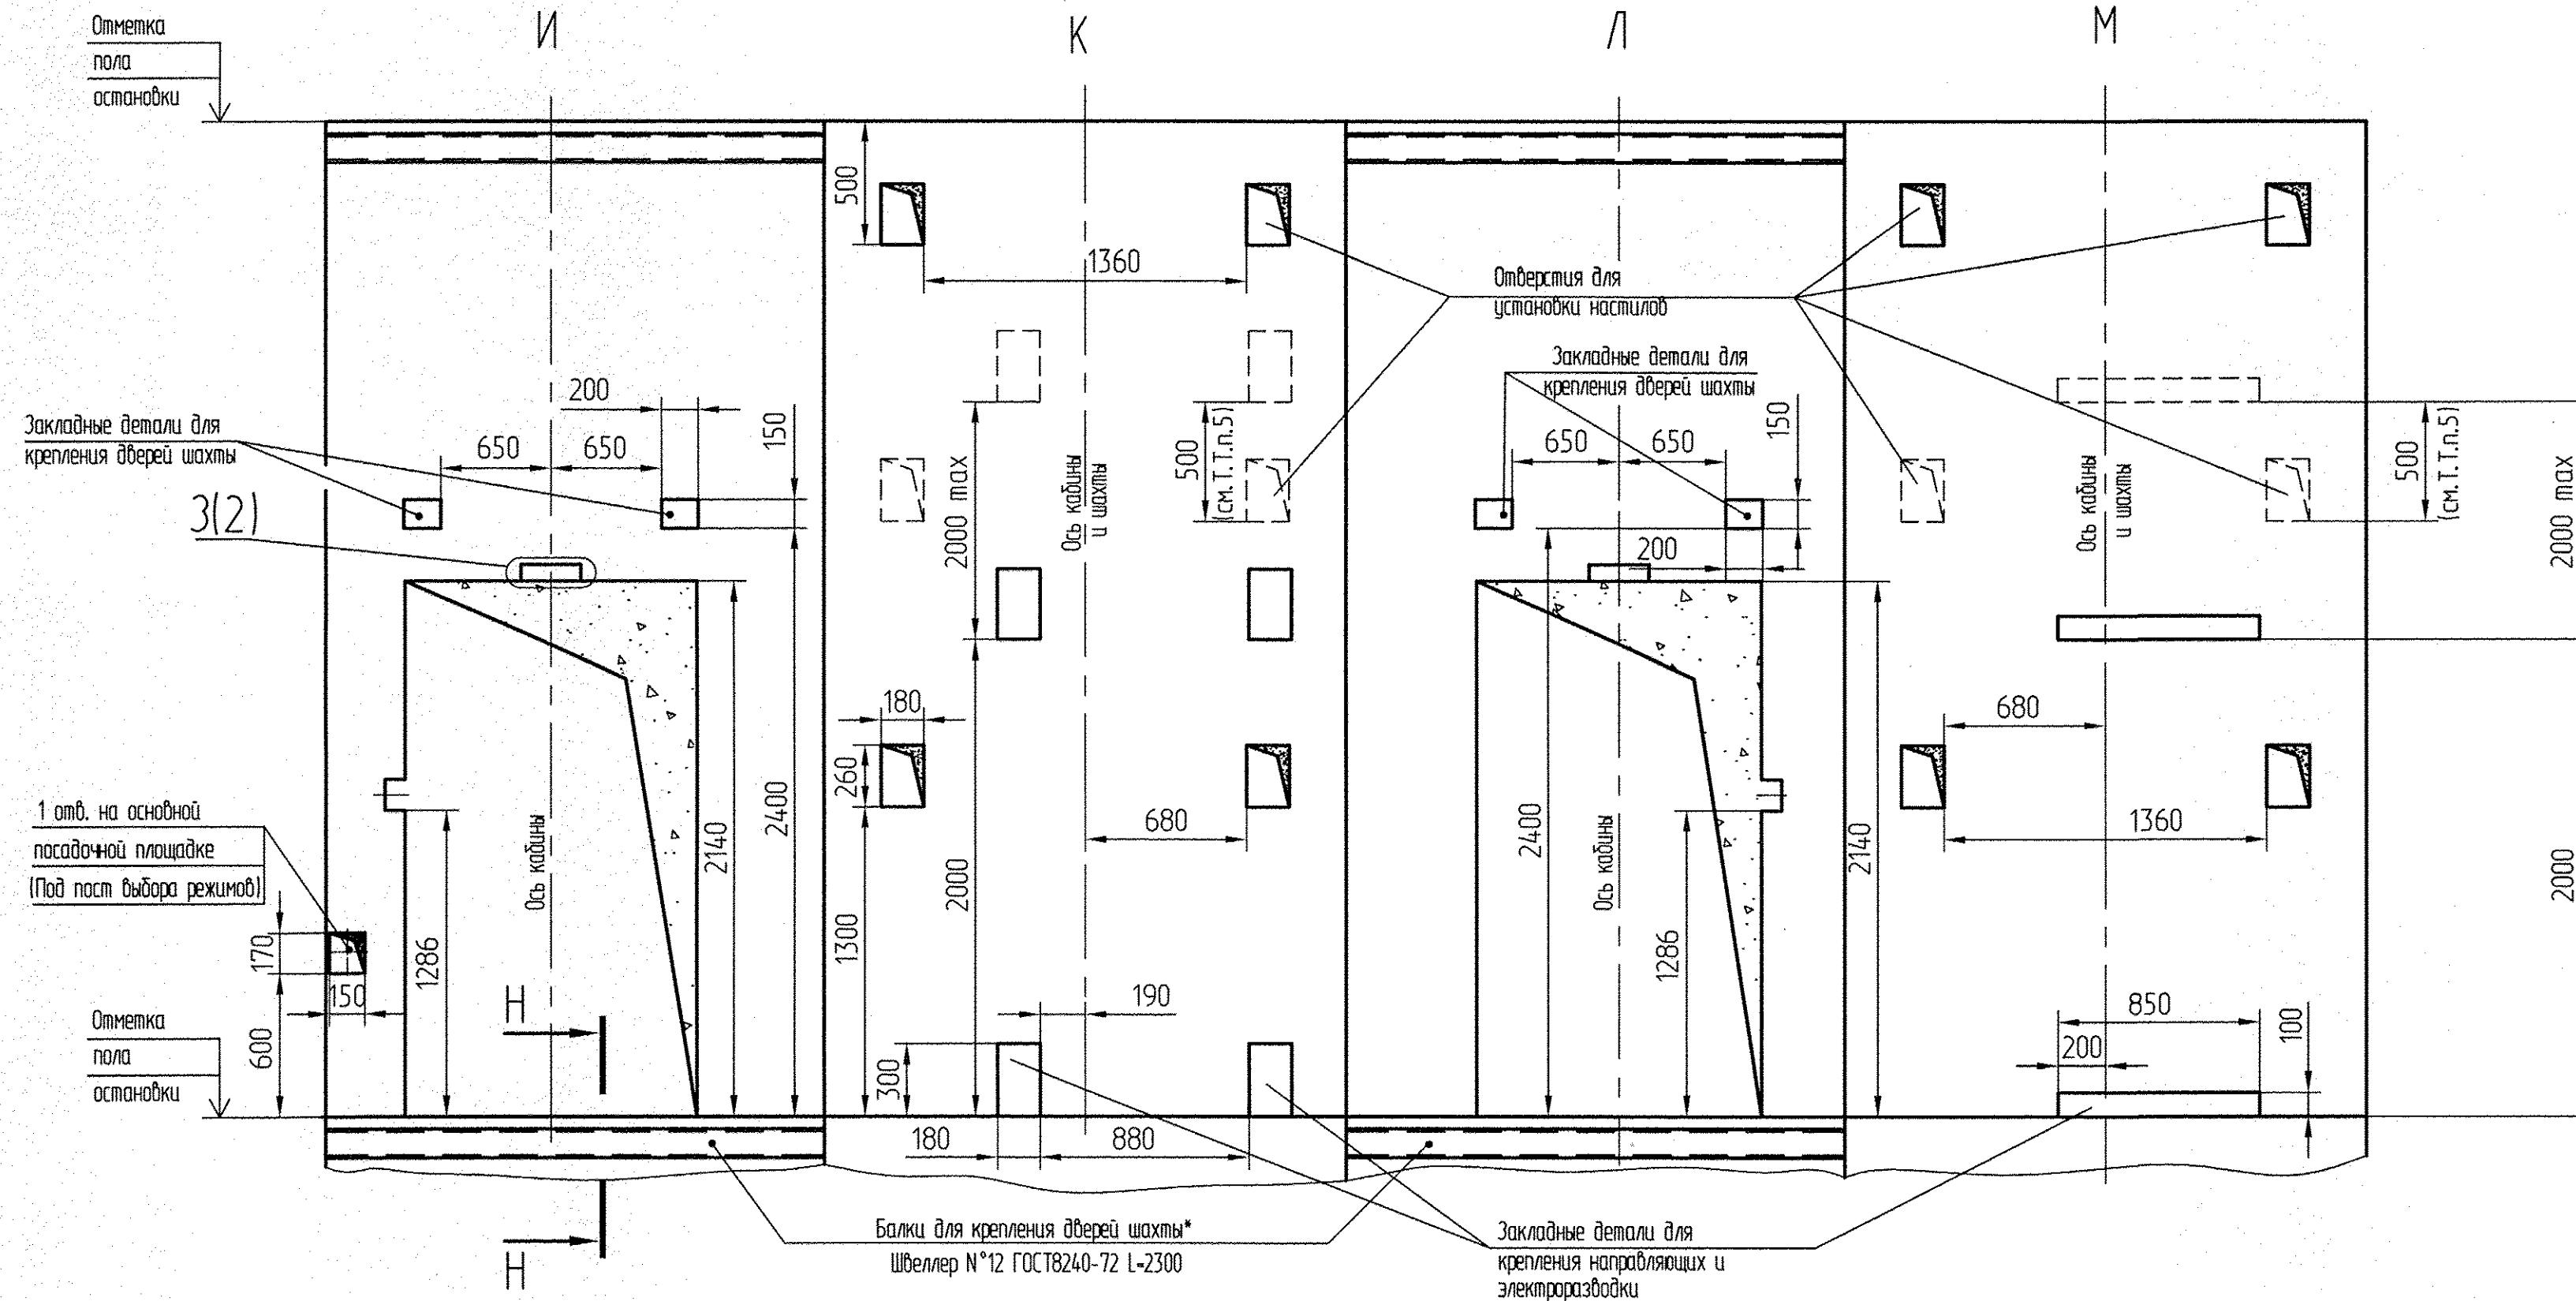 Отметка
пола
остановки
И
К
Л
М
500
1360
Отверстия для
установки настилов
Закладные детали для
крепления дверей шахты
200
650
650
150
Закладные детали для
крепления дверей шахты
3(2)
2000 max
Ось кабины
и шахты
500
(см.Т.Т.п.5)
650
650
150
200
Ось кабины
и шахты
500
(см.Т.Т.п.5)
2000 max
180
260
680
680
1360
1 отв. на основной
посадочной площадке
(Под пост выбора режимов)
170
150
600
1286
Ось кабины
2140
2400
1300
2000
190
300
180
880
2400
Ось кабины
1286
2140
850
200
100
2000
Отметка
пола
остановки
Н
Н
Балки для крепления дверей шахты*
Швеллер N°12 ГОСТ8240-72 L=2300
Закладные детали для
крепления направляющих и
электроразводки